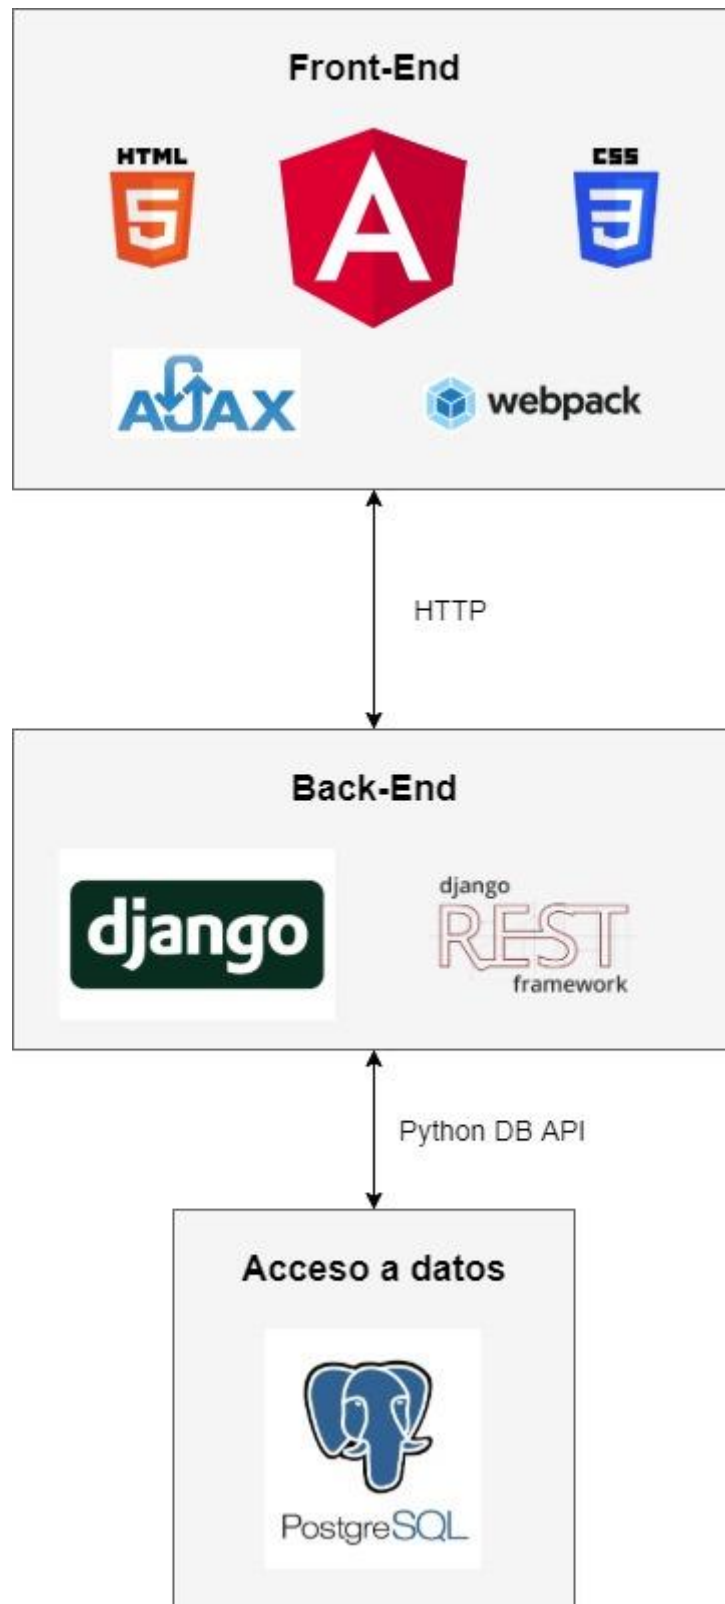 Front-End
HTML
5
A
CSS
3
AJAX
webpack
HTTP
Back-End
django
django
REST
framework
Python DB API
Acceso a datos
PostgreSQL